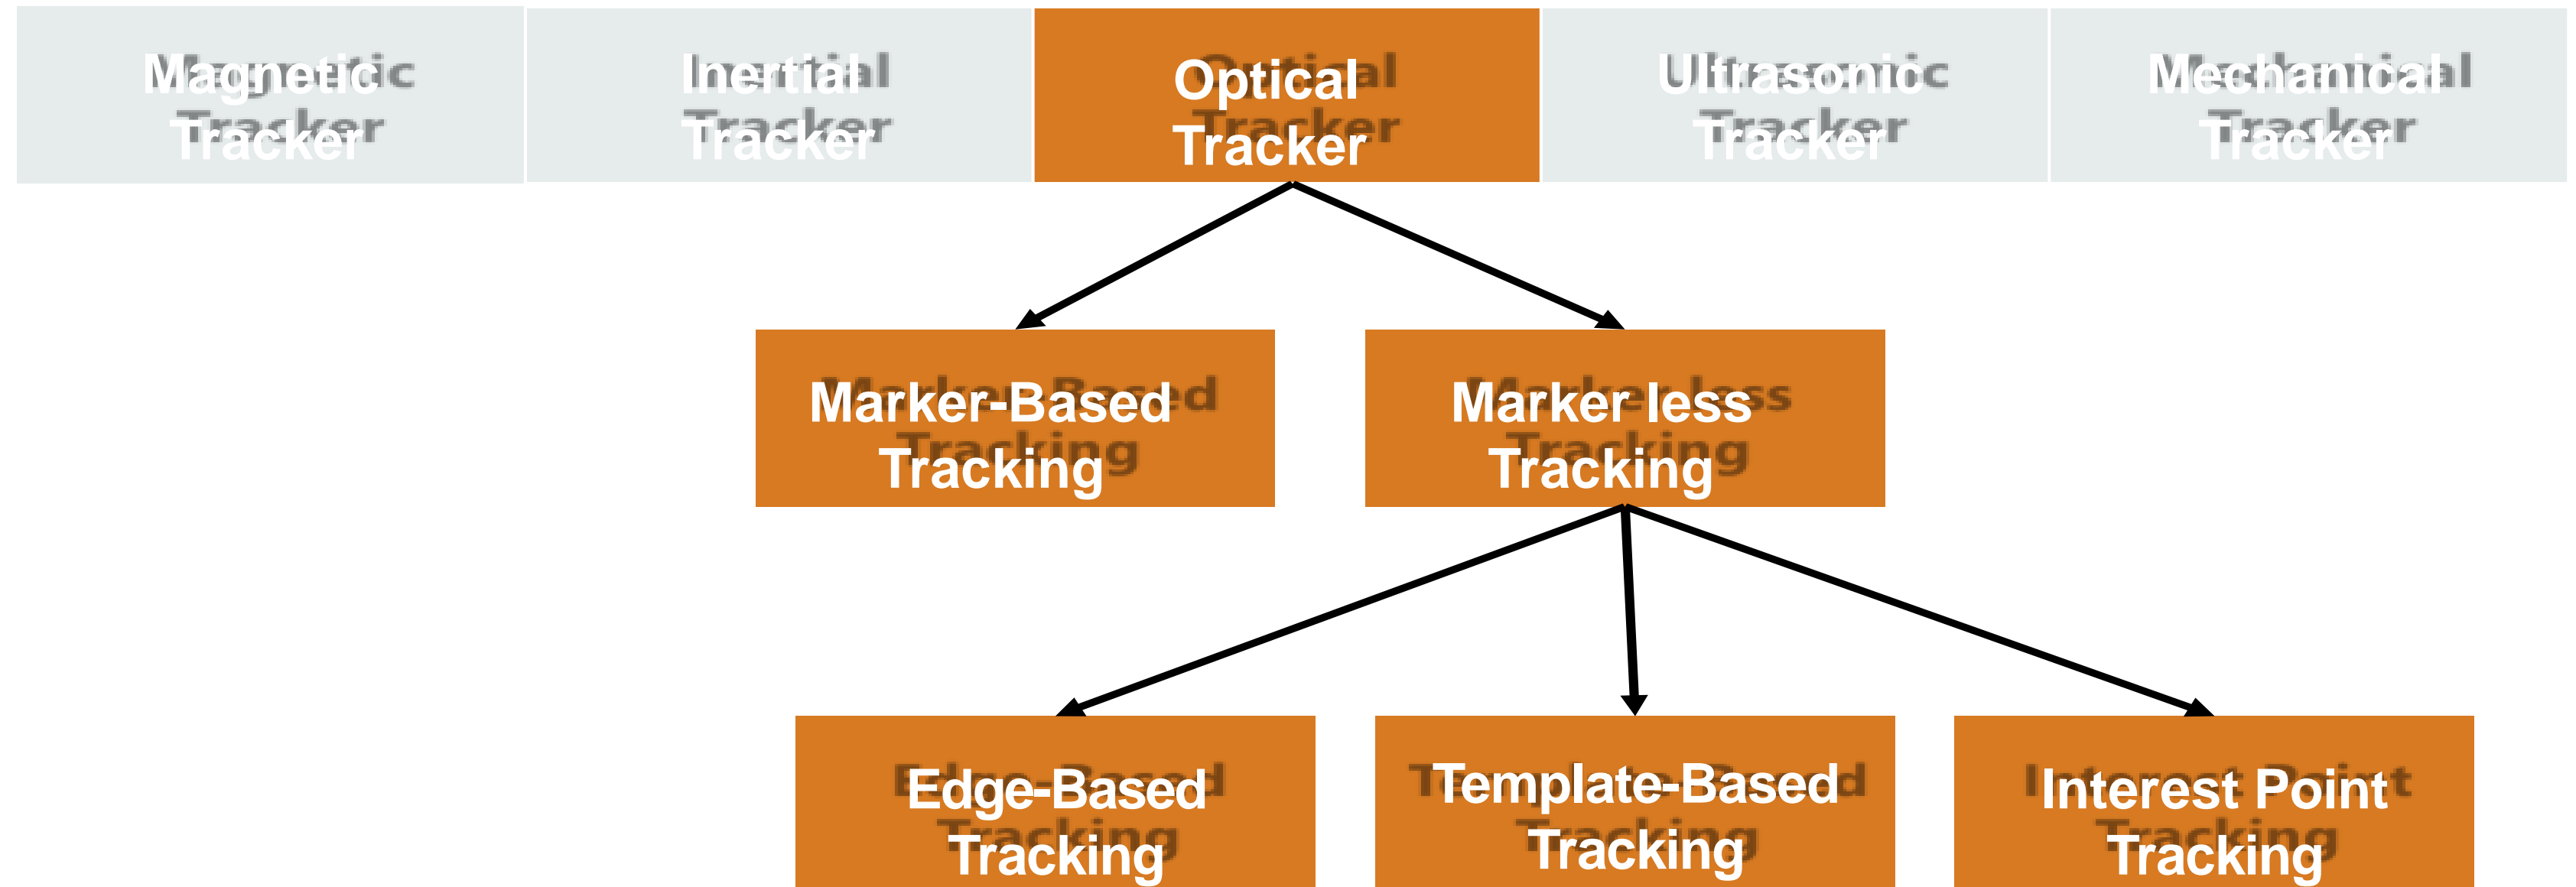 Magnetic
Tracker
Inertial
Tracker
Optical
Tracker
Ultrasonic
Tracker
Mechanical
Tracker
Marker-Based
Tracking
Marker less
Tracking
Edge-Based
Tracking
Template-Based
Tracking
Interest Point
Tracking